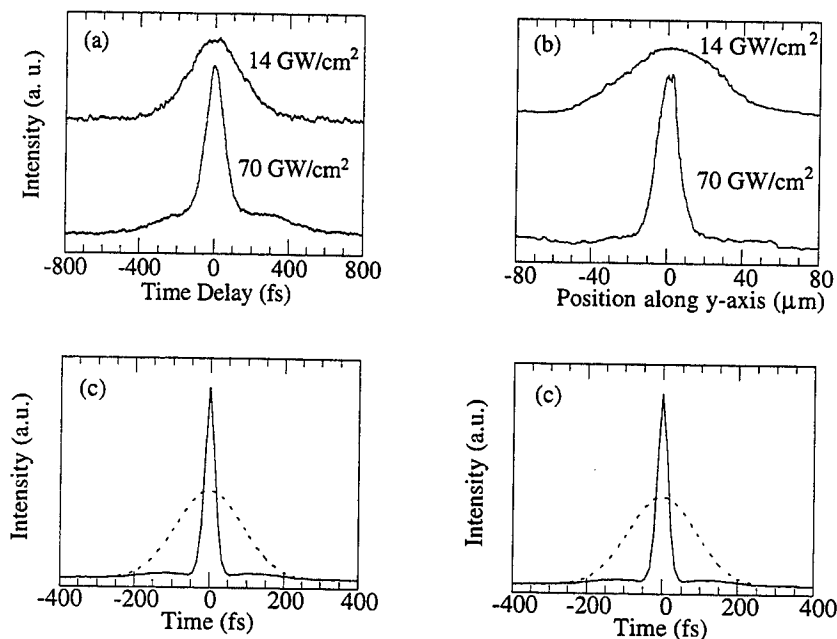 (a)
14 GW/cm²
70 GW/cm²
Intensity (a. u.)
-800 -400 0 400 800
Time Delay (fs)
(b)
14 GW/cm²
70 GW/cm²
-80 -40 0 40 80
Position along y-axis (μm)
(c)
Intensity (a.u.)
-400 -200 0 200 400
Time (fs)
(c)
Intensity (a.u.)
-400 -200 0 200 400
Time (fs)